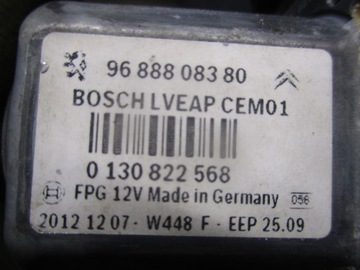 96 888 083 80
BOSCH LVEAP CEM01
0 130 822 568
FPG 12V Made in Germany 056
2012 12 07 - W448 F - EEP 25.09